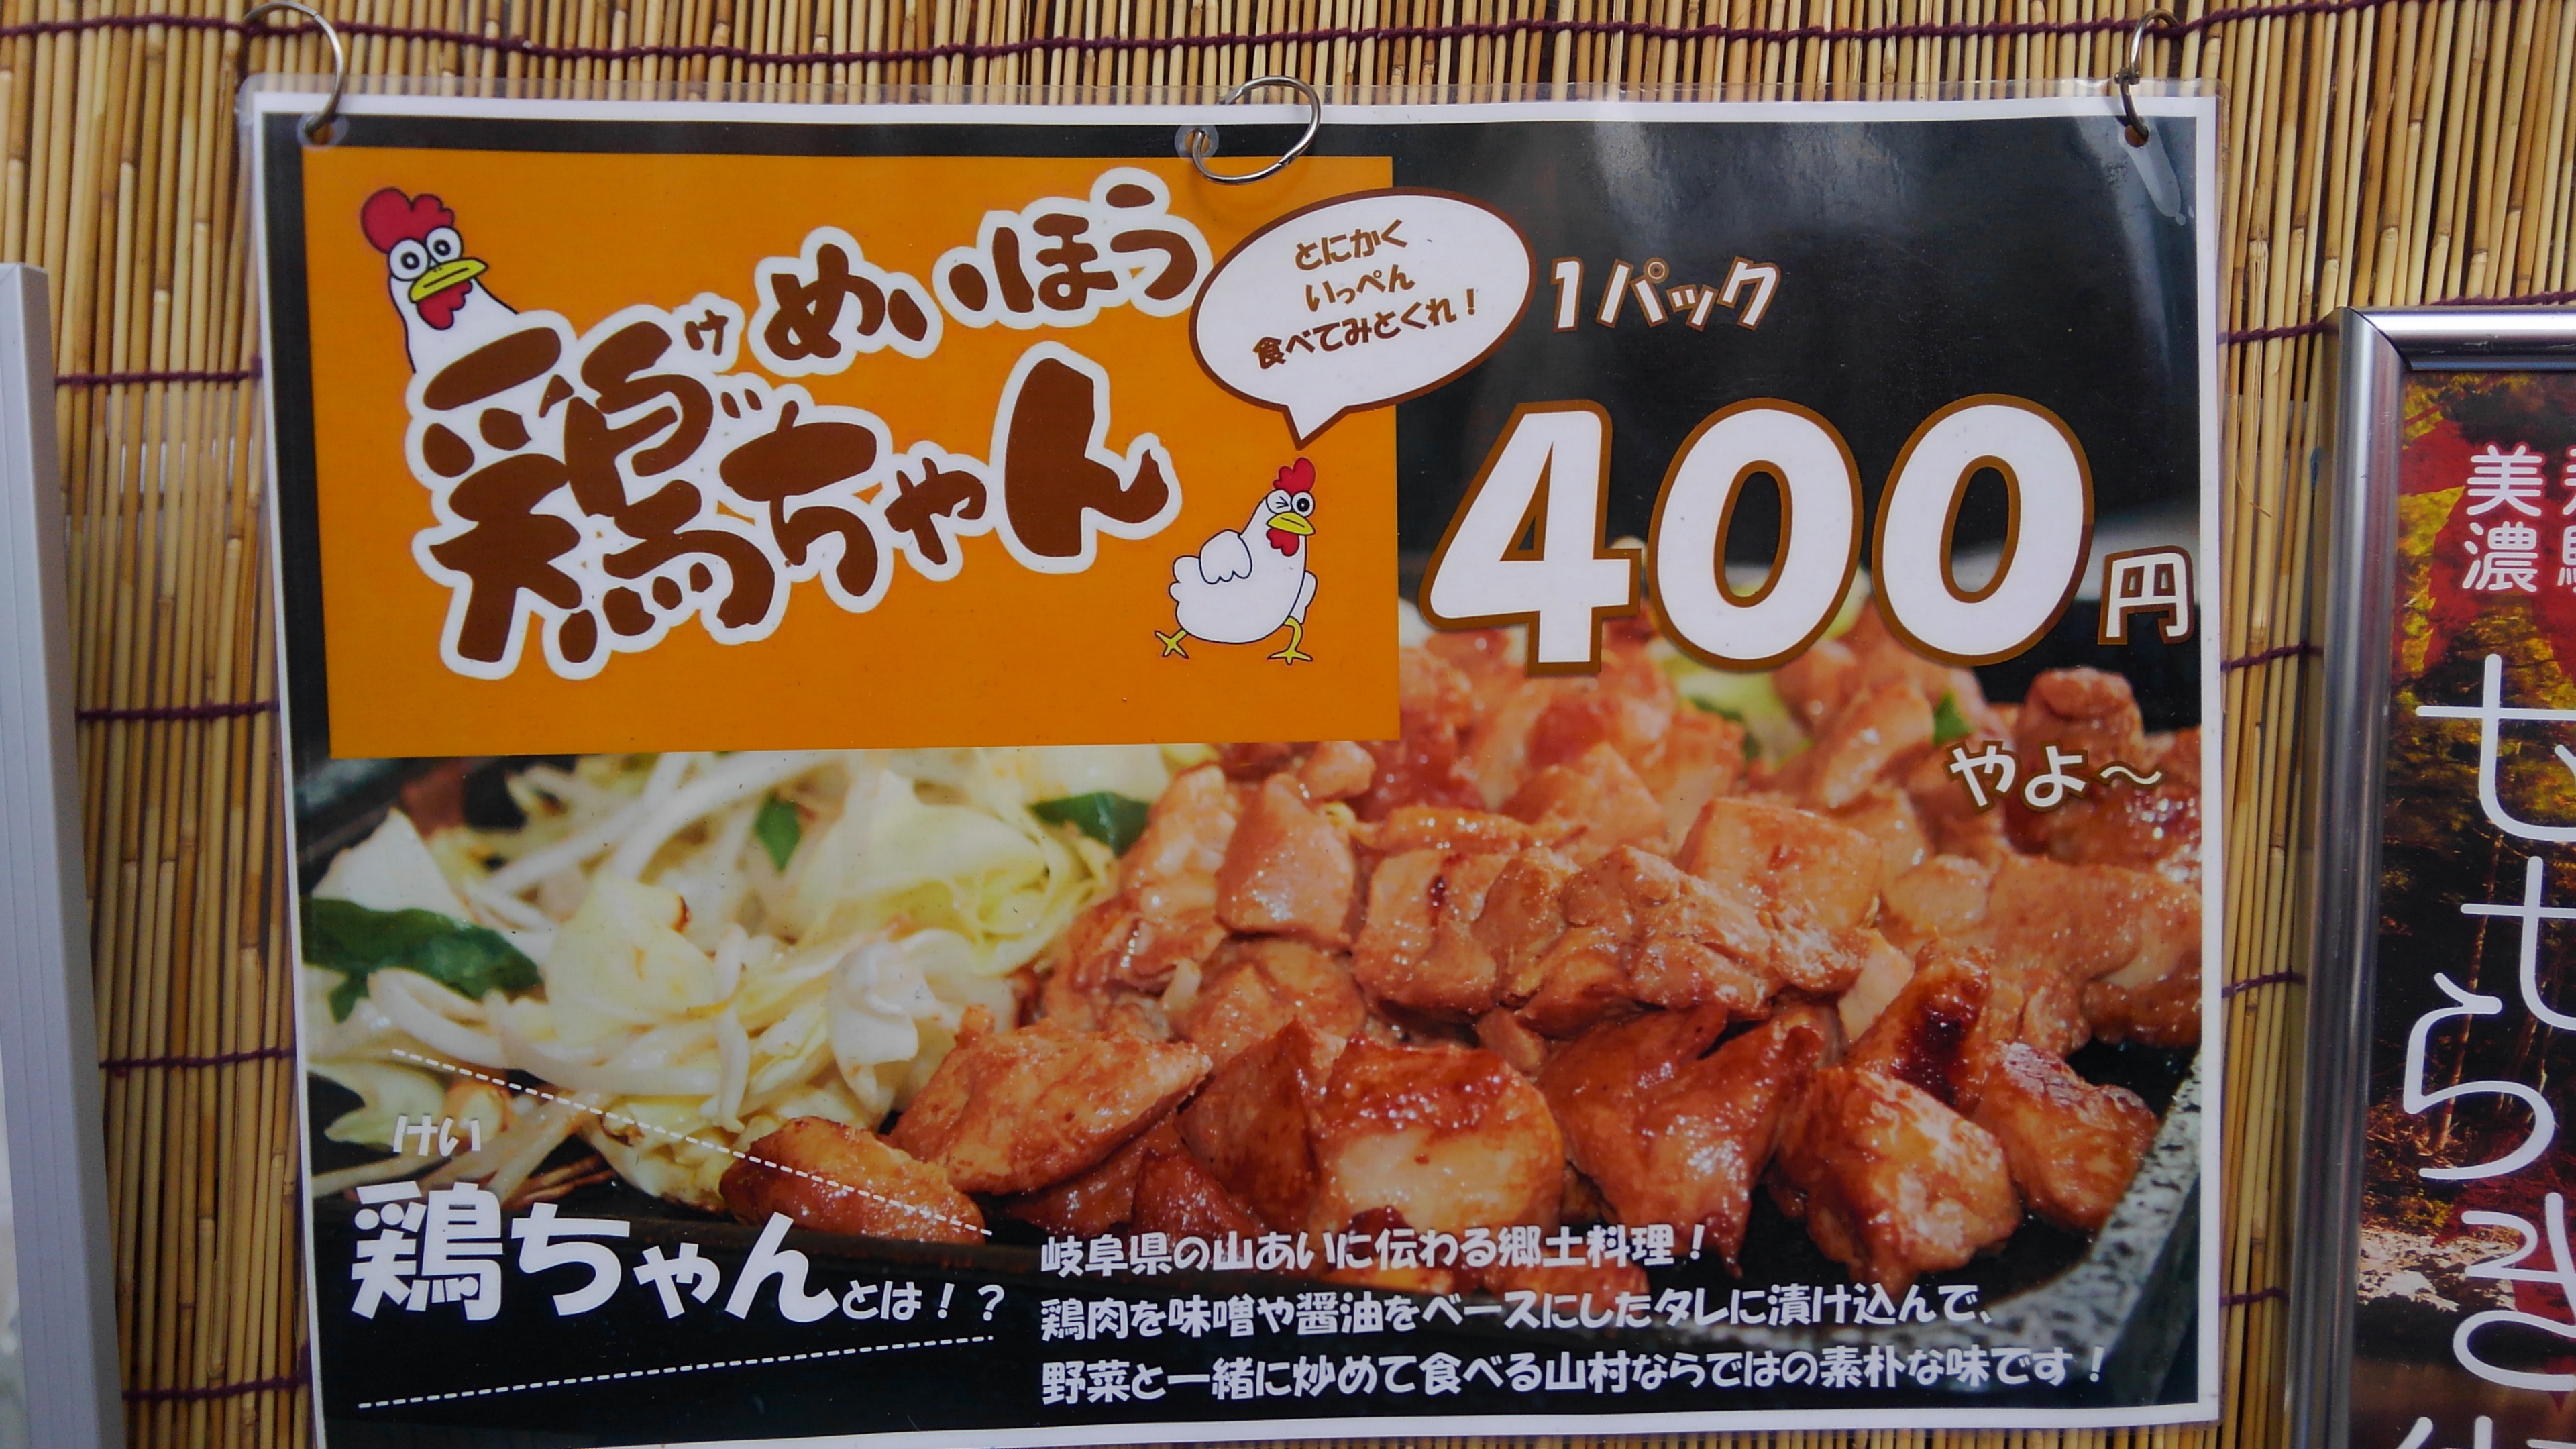 めいほう
鶏ちゃん
けい
とにかく
いっぺん
食べてみとくれ！
1パック
400円
やよ～
けい
鶏ちゃんとは！？
岐阜県の山あいに伝わる郷土料理！
鶏肉を味噌や醤油をベースにしたタレに漬け込んで、
野菜と一緒に炒めて食べる山村ならではの素朴な味です！
美濃
せせらぎ